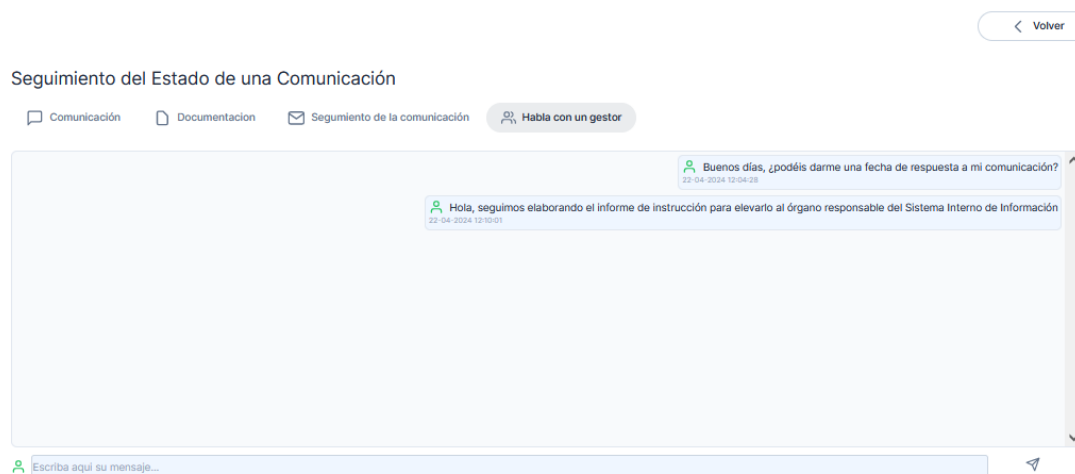 Volver
Seguimiento del Estado de una Comunicación
Comunicación
Documentacion
Segumiento de la comunicación
Habla con un gestor
Buenos días, ¿podéis darme una fecha de respuesta a mi comunicación?
22-04-2024 12:04:28
Hola, seguimos elaborando el informe de instrucción para elevarlo al órgano responsable del Sistema Interno de Información
22-04-2024 12:10:01
Escriba aqui su mensaje...